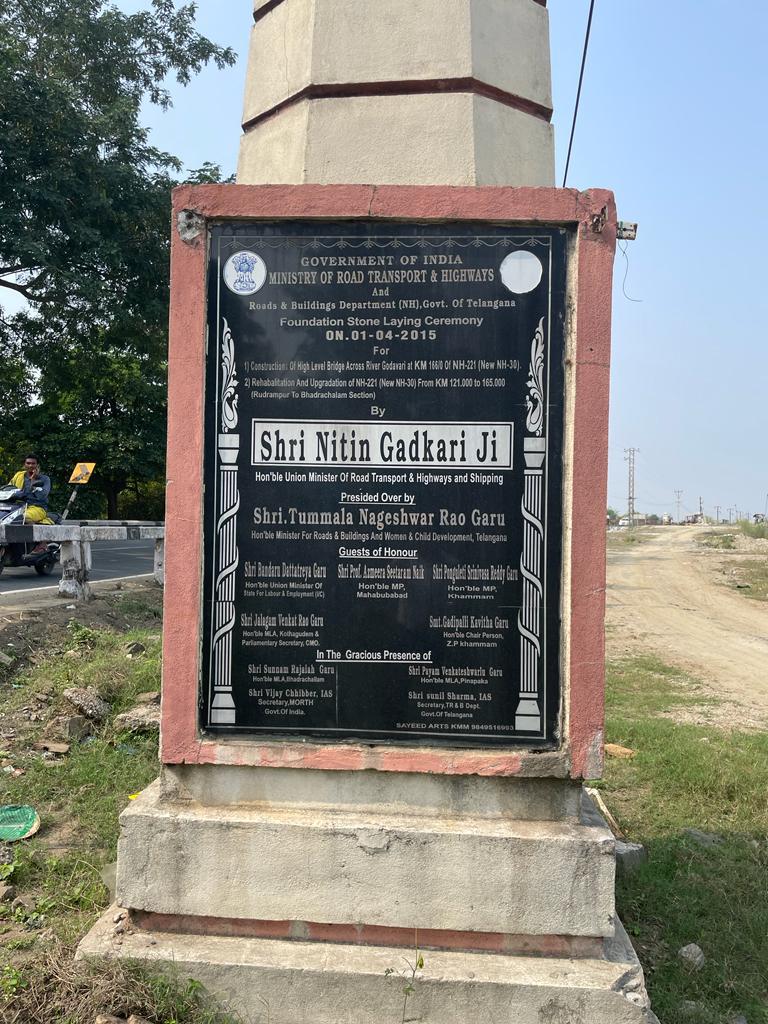 GOVERNMENT OF INDIA
MINISTRY OF ROAD TRANSPORT & HIGHWAYS
And
Roads & Buildings Department (NH),Govt. Of Telangana
Foundation Stone Laying Ceremony
ON.01-04-2015
For
1) Construction: Of High Level Bridge Across River Godavari at KM 166/0 Of NH-221 (New NH-30).
2) Rehabalitation And Upgradation of NH-221 (New NH-30) From KM 121.000 to 165.000
(Rudrampur To Bhadrachalam Section)
By
Shri Nitin Gadkari Ji
Hon'ble Union Minister Of Road Transport & Highways and Shipping
Presided Over by
Shri.Tummala Nageshwar Rao Garu
Hon'ble Minister For Roads & Buildings And Women & Child Development, Telangana
Guests of Honour
Shri Bandaru Dattatreya Garu
Hon'ble Union Minister Of
State For Labour & Employment (I/C)
Shri Prof. Azmeera Seetaram Naik
Hon'ble MP,
Mahabubabad
Shri Ponguleti Srinivasa Reddy Garu
Hon'ble MP,
Khammam
Shri Jalagam Venkat Rao Garu
Hon'ble MLA, Kothagudem &
Parliamentary Secretary, CMO.
Smt.Gadipalli Kavitha Garu
Hon'ble Chair Person,
Z.P khammam
In The Gracious Presence of
Shri Sunnam Rajaiah Garu
Hon'ble MLA,Bhadrachallam
Shri Payam Venkateshwarlu Garu
Hon'ble MLA,Pinapaka
Shri Vijay Chhibber, IAS
Secretary,MORTH
Govt.Of India.
Shri sunil Sharma, IAS
Secretary,TR & B Dept.
Govt.Of Telangana
SAYEED ARTS KMM 9849516993